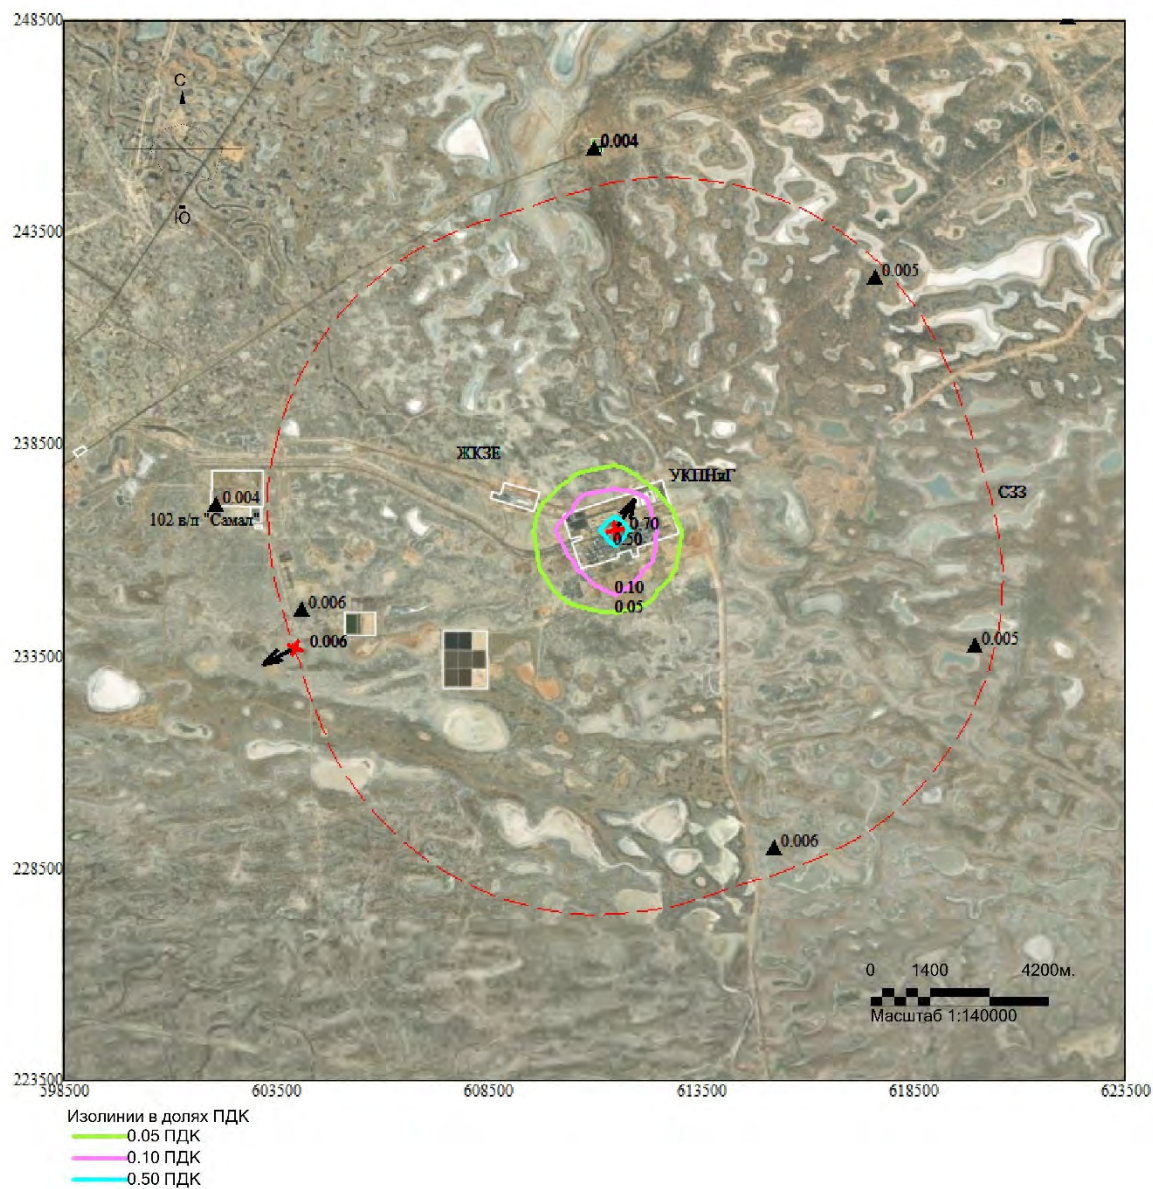 248500
С
Ю
0.004
243500
0.005
238500
ЖКЗЕ
УКПНиГ
СЗЗ
0.004
102 в/п "Самал"
0.70
0.50
0.10
0.05
0.006
0.006
0.005
233500
0.006
228500
0 1400 4200м.
Масштаб 1:140000
223500
598500 603500 608500 613500 618500 623500
Изолинии в долях ПДК
0.05 ПДК
0.10 ПДК
0.50 ПДК